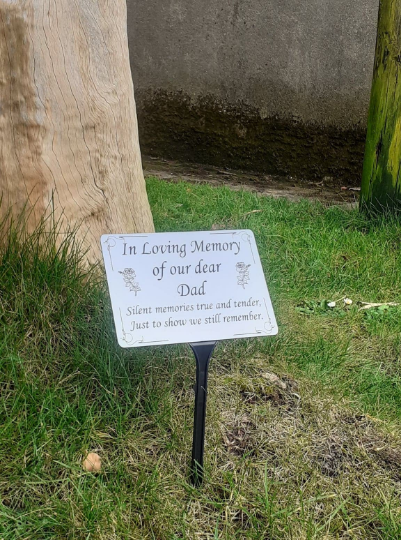 In Loving Memory
of our dear
Dad
Silent memories true and tender,
Just to show we still remember.